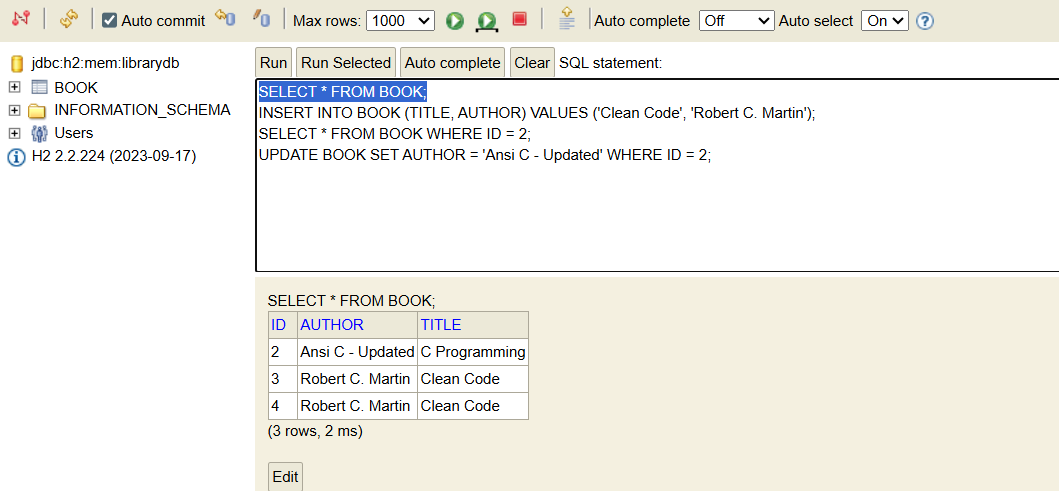 Auto commit Max rows: 1000 Auto complete Off Auto select On ?
jdbc:h2:mem:librarydb
BOOK
INFORMATION_SCHEMA
Users
H2 2.2.224 (2023-09-17)
Run Run Selected Auto complete Clear SQL statement:
SELECT * FROM BOOK;
INSERT INTO BOOK (TITLE, AUTHOR) VALUES ('Clean Code', 'Robert C. Martin');
SELECT * FROM BOOK WHERE ID = 2;
UPDATE BOOK SET AUTHOR = 'Ansi C - Updated' WHERE ID = 2;
SELECT * FROM BOOK;
ID AUTHOR TITLE
2 Ansi C - Updated C Programming
3 Robert C. Martin Clean Code
4 Robert C. Martin Clean Code
(3 rows, 2 ms)
Edit